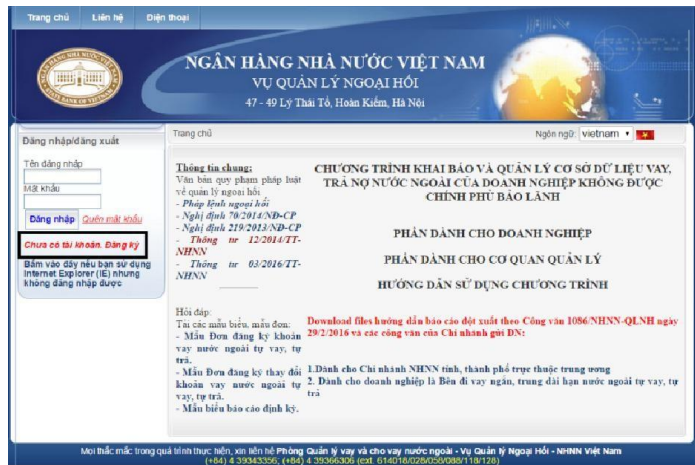 Trang chủ Liên hệ Điện thoại
NGÂN HÀNG NHÀ NƯỚC VIỆT NAM
VỤ QUẢN LÝ NGOẠI HỐI
47 - 49 Lý Thái Tổ, Hoàn Kiếm, Hà Nội
Đăng nhập/đăng xuất
Tên đăng nhập
Mật khẩu
Đăng nhập Quên mật khẩu
Chưa có tài khoản. Đăng ký
Bấm vào đây nếu bạn sử dụng
Internet Explorer (IE) nhưng
không đăng nhập được
Trang chủ
Ngôn ngữ: vietnam
Thông tin chung:
Văn bản quy phạm pháp luật
về quản lý ngoại hối
- Pháp lệnh ngoại hối
- Nghị định 70/2014/NĐ-CP
- Nghị định 219/2013/NĐ-CP
- Thông tư 12/2014/TT-
NHNN
- Thông tư 03/2016/TT-
NHNN
Hỏi đáp:
Tải các mẫu biểu, mẫu đơn:
- Mẫu Đơn đăng ký khoản
vay nước ngoài tự vay, tự
trả.
- Mẫu Đơn đăng ký thay đổi
khoản vay nước ngoài tự
vay, tự trả.
- Mẫu biểu báo cáo định kỳ.
CHƯƠNG TRÌNH KHAI BÁO VÀ QUẢN LÝ CƠ SỞ DỮ LIỆU VAY,
TRẢ NỢ NƯỚC NGOÀI CỦA DOANH NGHIỆP KHÔNG ĐƯỢC
CHÍNH PHỦ BẢO LÃNH
PHẦN DÀNH CHO DOANH NGHIỆP
PHẦN DÀNH CHO CƠ QUAN QUẢN LÝ
HƯỚNG DẪN SỬ DỤNG CHƯƠNG TRÌNH
Download files hướng dẫn báo cáo đột xuất theo Công văn 1086/NHNN-QLNH ngày
29/2/2016 và các công văn của Chi nhánh gửi DN:
1.Dành cho Chi nhánh NHNN tỉnh, thành phố trực thuộc trung ương
2. Dành cho doanh nghiệp là Bên đi vay ngắn, trung dài hạn nước ngoài tự vay, tự
trả
Mọi thắc mắc trong quá trình thực hiện, xin liên hệ Phòng Quản lý vay và cho vay nước ngoài - Vụ Quản lý Ngoại Hối - NHNN Việt Nam
(+84) 4 39343356; (+84) 4 39366306 (ext. 614018/028/058/088/118/128)